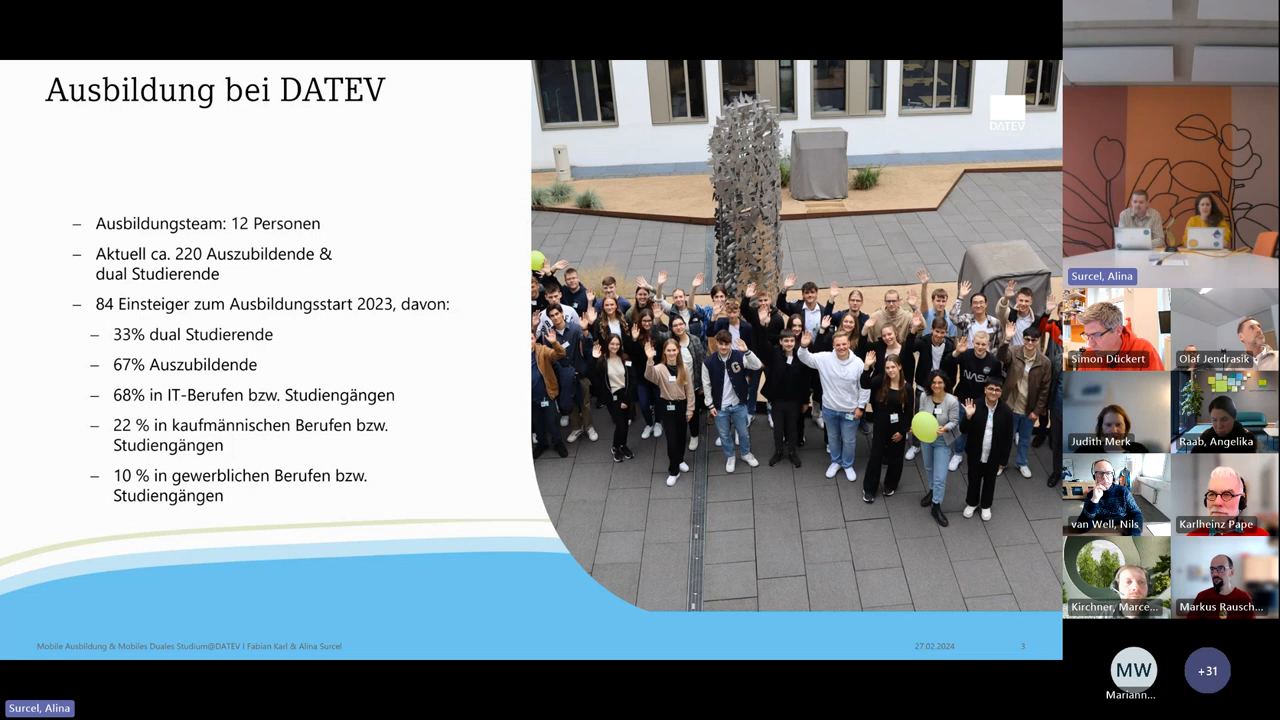 Ausbildung bei DATEV
– Ausbildungsteam: 12 Personen
– Aktuell ca. 220 Auszubildende &
dual Studierende
– 84 Einsteiger zum Ausbildungsstart 2023, davon:
– 33% dual Studierende
– 67% Auszubildende
– 68% in IT-Berufen bzw. Studiengängen
– 22 % in kaufmännischen Berufen bzw.
Studiengängen
– 10 % in gewerblichen Berufen bzw.
Studiengängen
DATEV
G
NASA
Mobile Ausbildung & Mobiles Duales Studium@DATEV I Fabian Karl & Alina Surcel
27.02.2024
3
Surcel, Alina
Surcel, Alina
Simon Dückert
Olaf Jendrasik
Judith Merk
Raab, Angelika
van Well, Nils
Karlheinz Pape
Kirchner, Marce...
Markus Rausch...
MW
Mariann...
+31